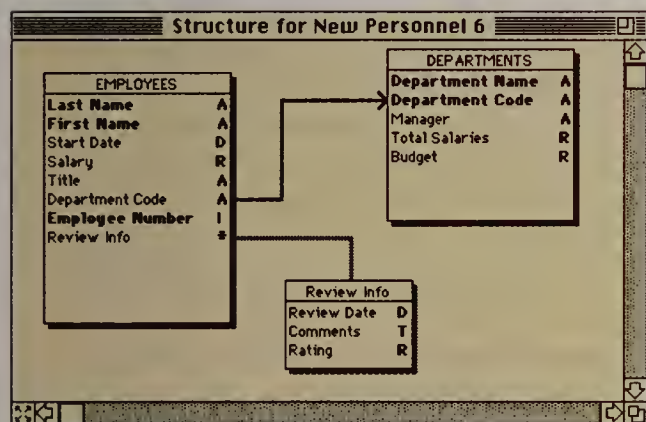 Structure for New Personnel 6
EMPLOYEES
Last Name A
First Name A
Start Date D
Salary R
Title A
Department Code A
Employee Number I
Review Info *
DEPARTMENTS
Department Name A
Department Code A
Manager A
Total Salaries R
Budget R
Review Info
Review Date D
Comments T
Rating R